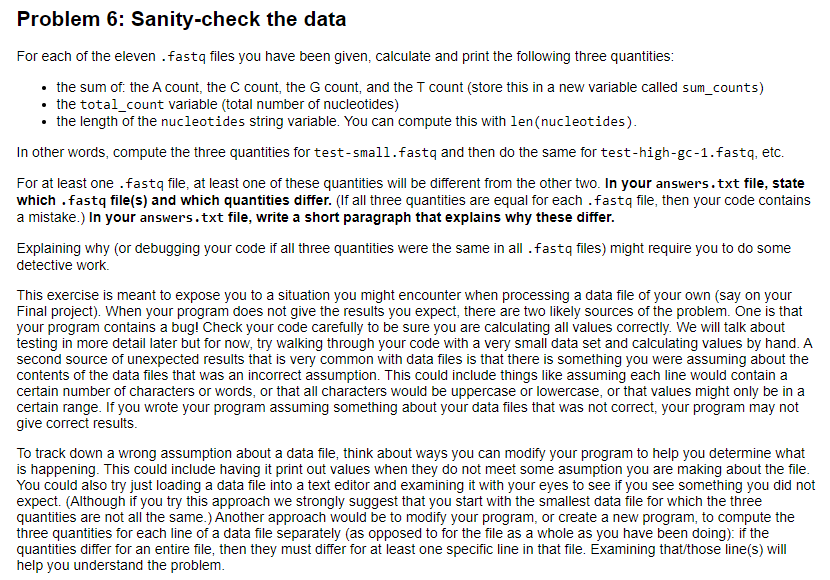 Problem 6: Sanity-check the data
For each of the eleven .fastq files you have been given, calculate and print the following three quantities:
• the sum of: the A count, the C count, the G count, and the T count (store this in a new variable called sum_counts)
• the total_count variable (total number of nucleotides)
• the length of the nucleotides string variable. You can compute this with len(nucleotides).
In other words, compute the three quantities for test-small.fastq and then do the same for test-high-gc-1.fastq, etc.
For at least one .fastq file, at least one of these quantities will be different from the other two. In your answers.txt file, state
which .fastq file(s) and which quantities differ. (If all three quantities are equal for each .fastq file, then your code contains
a mistake.) In your answers.txt file, write a short paragraph that explains why these differ.
Explaining why (or debugging your code if all three quantities were the same in all .fastq files) might require you to do some
detective work.
This exercise is meant to expose you to a situation you might encounter when processing a data file of your own (say on your
Final project). When your program does not give the results you expect, there are two likely sources of the problem. One is that
your program contains a bug! Check your code carefully to be sure you are calculating all values correctly. We will talk about
testing in more detail later but for now, try walking through your code with a very small data set and calculating values by hand. A
second source of unexpected results that is very common with data files is that there is something you were assuming about the
contents of the data files that was an incorrect assumption. This could include things like assuming each line would contain a
certain number of characters or words, or that all characters would be uppercase or lowercase, or that values might only be in a
certain range. If you wrote your program assuming something about your data files that was not correct, your program may not
give correct results.
To track down a wrong assumption about a data file, think about ways you can modify your program to help you determine what
is happening. This could include having it print out values when they do not meet some asumption you are making about the file.
You could also try just loading a data file into a text editor and examining it with your eyes to see if you see something you did not
expect. (Although if you try this approach we strongly suggest that you start with the smallest data file for which the three
quantities are not all the same.) Another approach would be to modify your program, or create a new program, to compute the
three quantities for each line of a data file separately (as opposed to for the file as a whole as you have been doing): if the
quantities differ for an entire file, then they must differ for at least one specific line in that file. Examining that/those line(s) will
help you understand the problem.